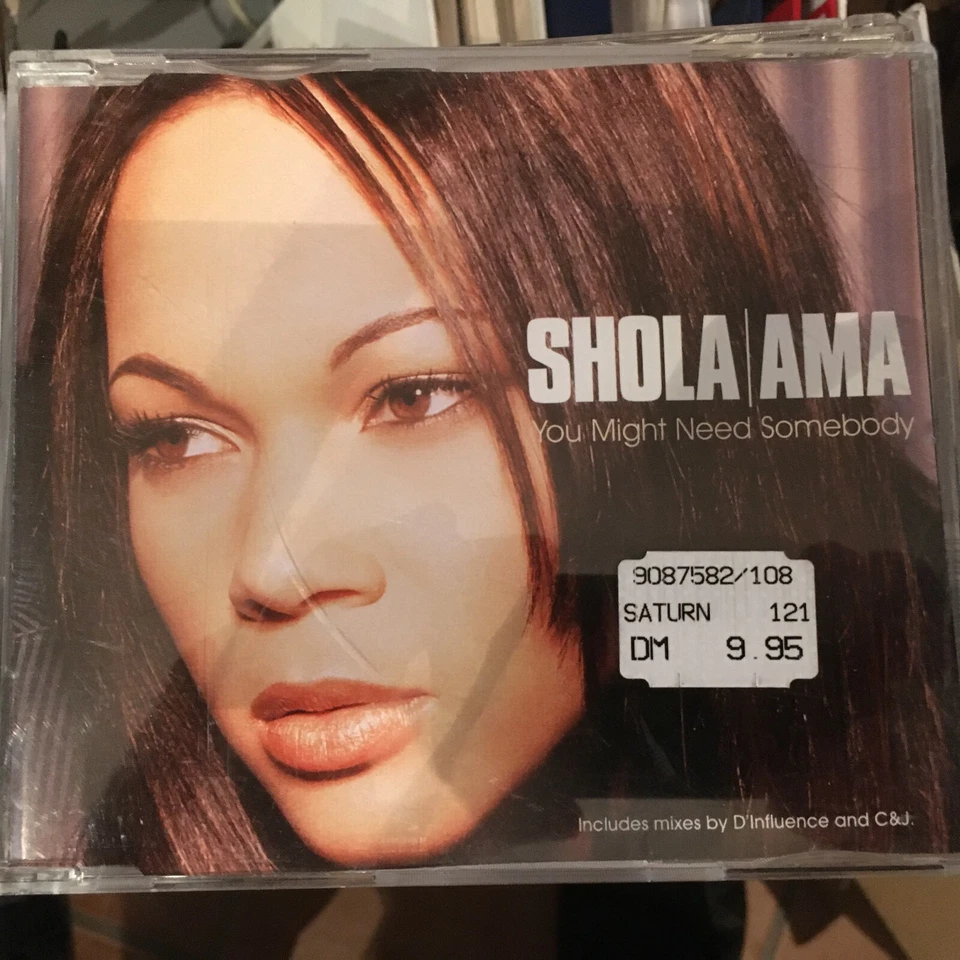 SHOLA|AMA
You Might Need Somebody
9087582/108
SATURN 121
DM 9.95
Includes mixes by D'Influence and C&J.